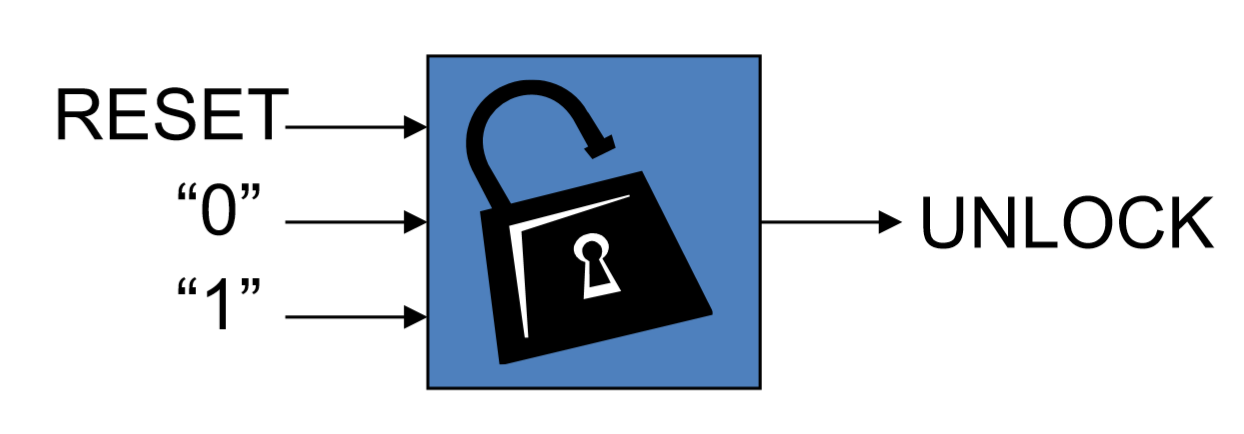 RESET
“0”
“1”
UNLOCK